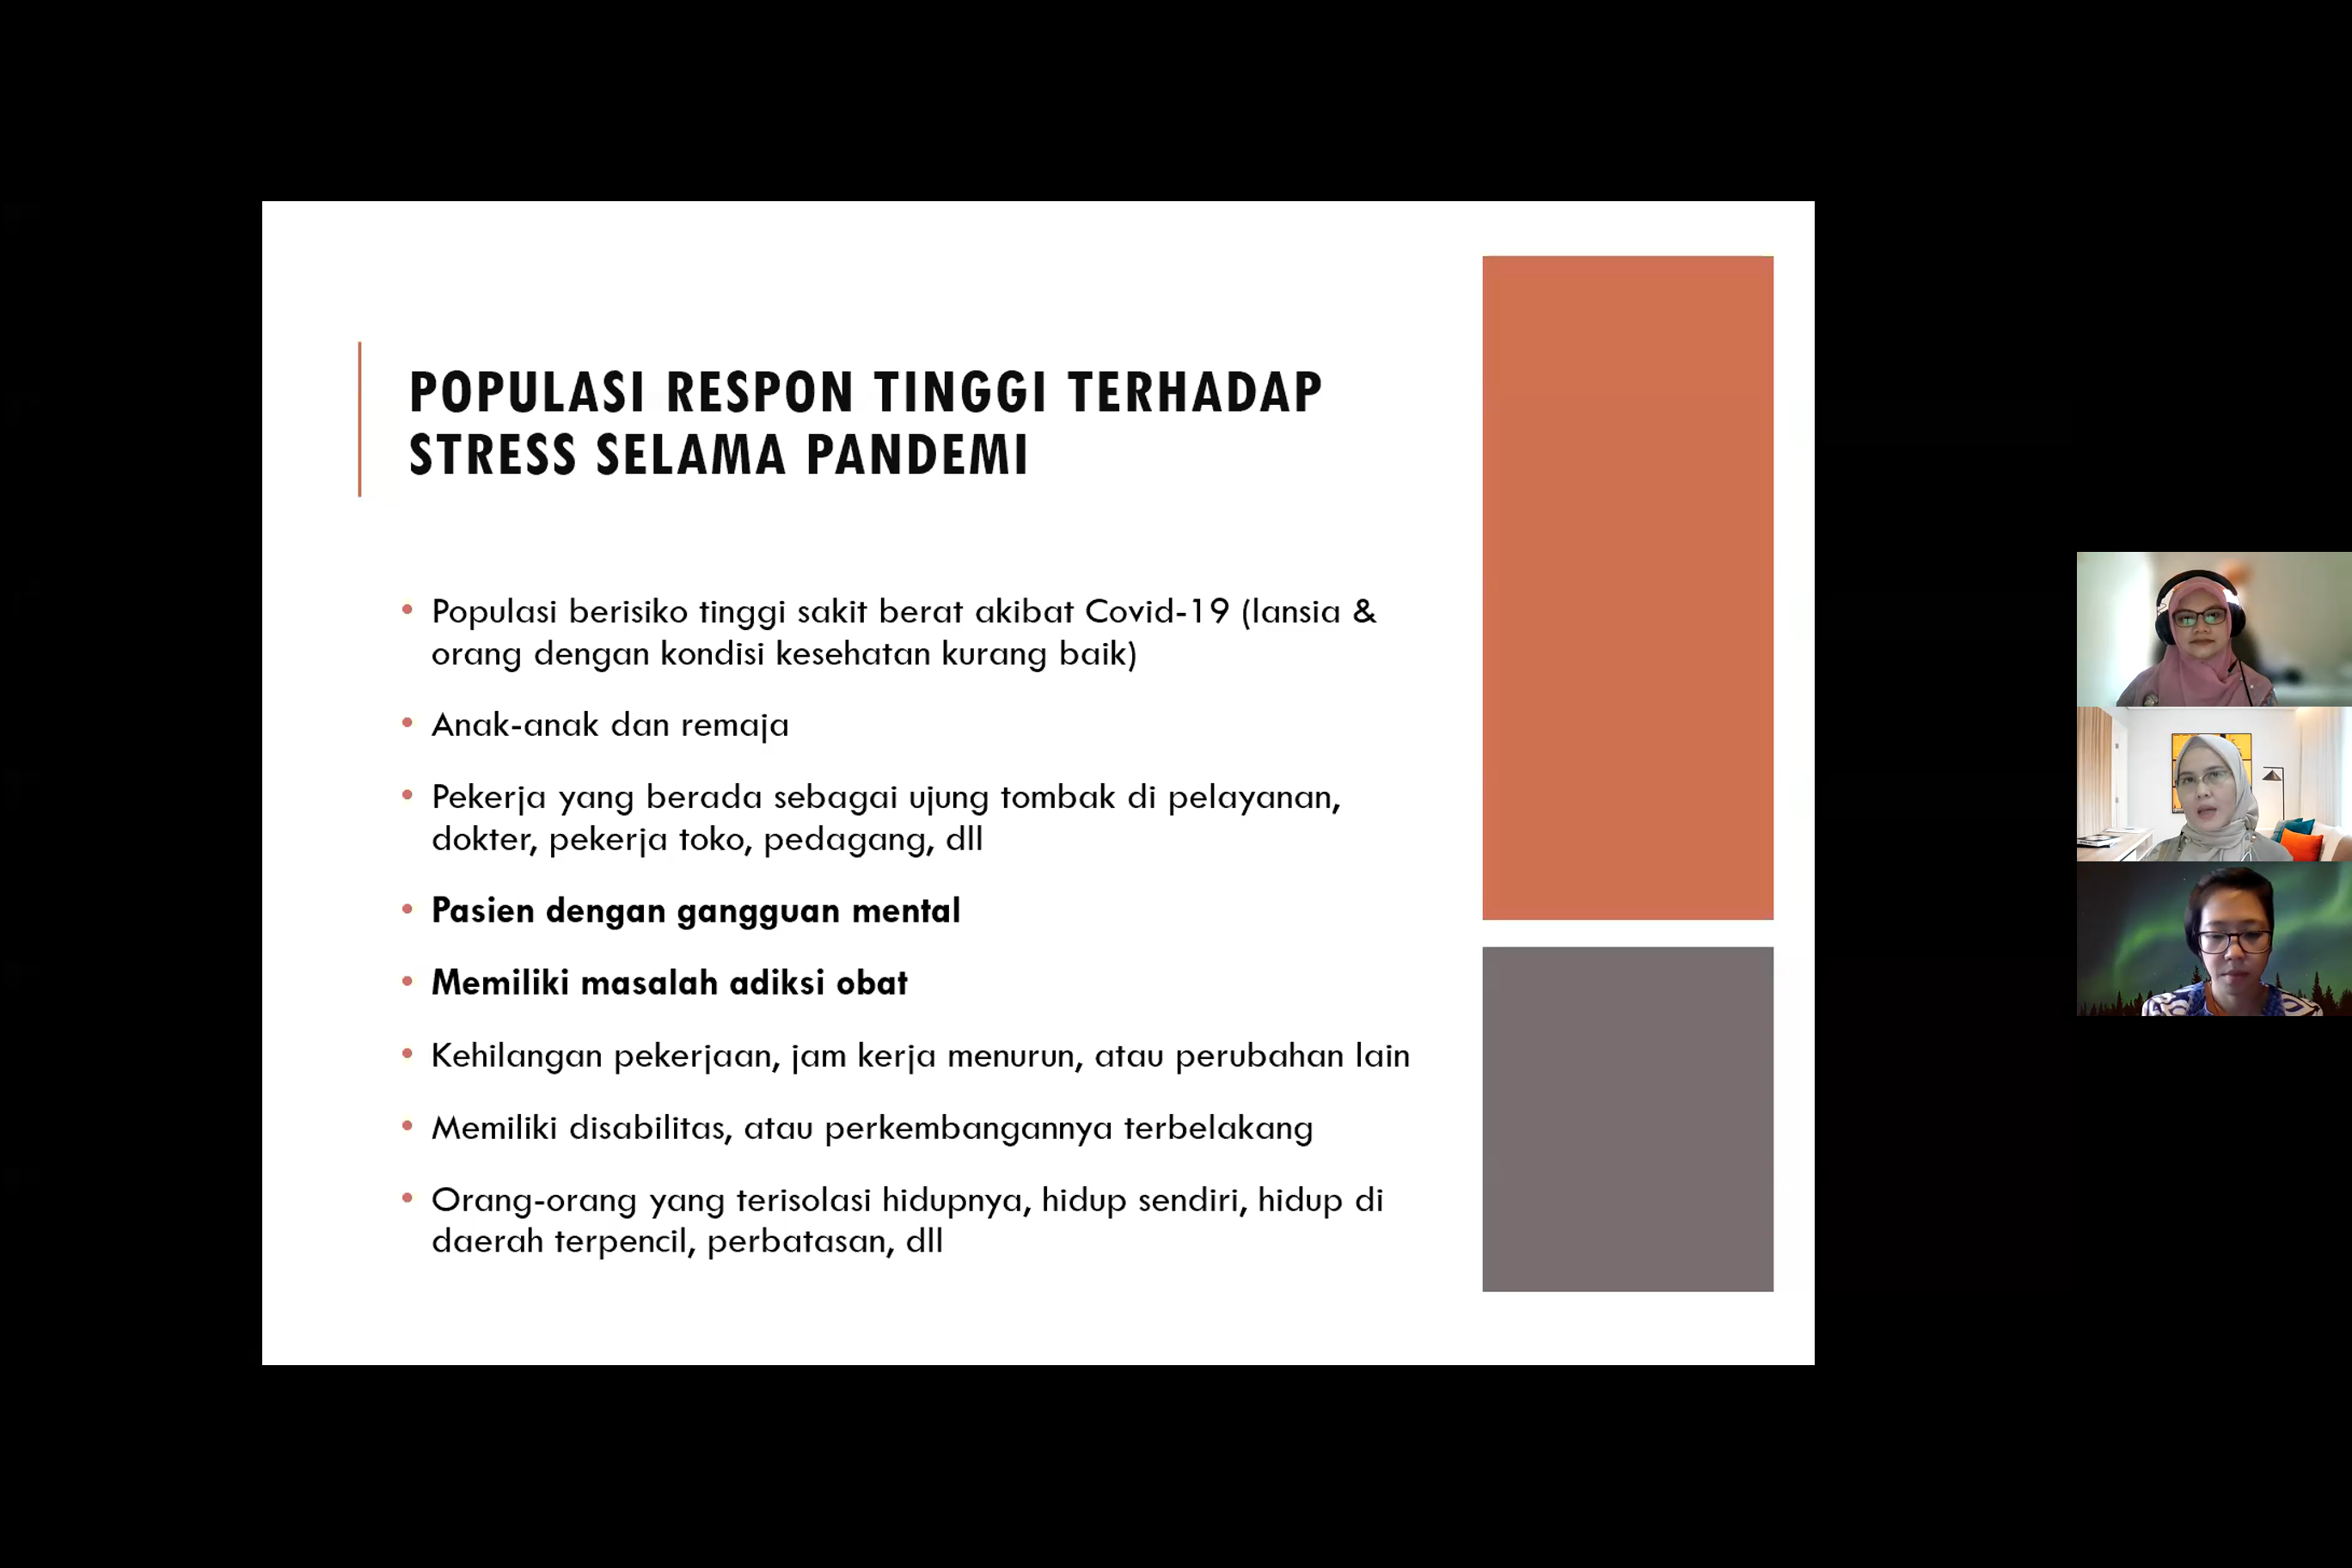 POPULASI RESPON TINGGI TERHADAP
STRESS SELAMA PANDEMI
• Populasi berisiko tinggi sakit berat akibat Covid-19 (lansia &
orang dengan kondisi kesehatan kurang baik)
• Anak-anak dan remaja
• Pekerja yang berada sebagai ujung tombak di pelayanan,
dokter, pekerja toko, pedagang, dll
• Pasien dengan gangguan mental
• Memiliki masalah adiksi obat
• Kehilangan pekerjaan, jam kerja menurun, atau perubahan lain
• Memiliki disabilitas, atau perkembangannya terbelakang
• Orang-orang yang terisolasi hidupnya, hidup sendiri, hidup di
daerah terpencil, perbatasan, dll